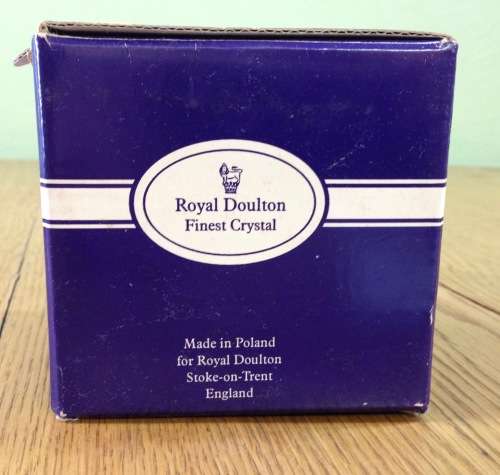 Royal Doulton
Finest Crystal
Made in Poland
for Royal Doulton
Stoke-on-Trent
England